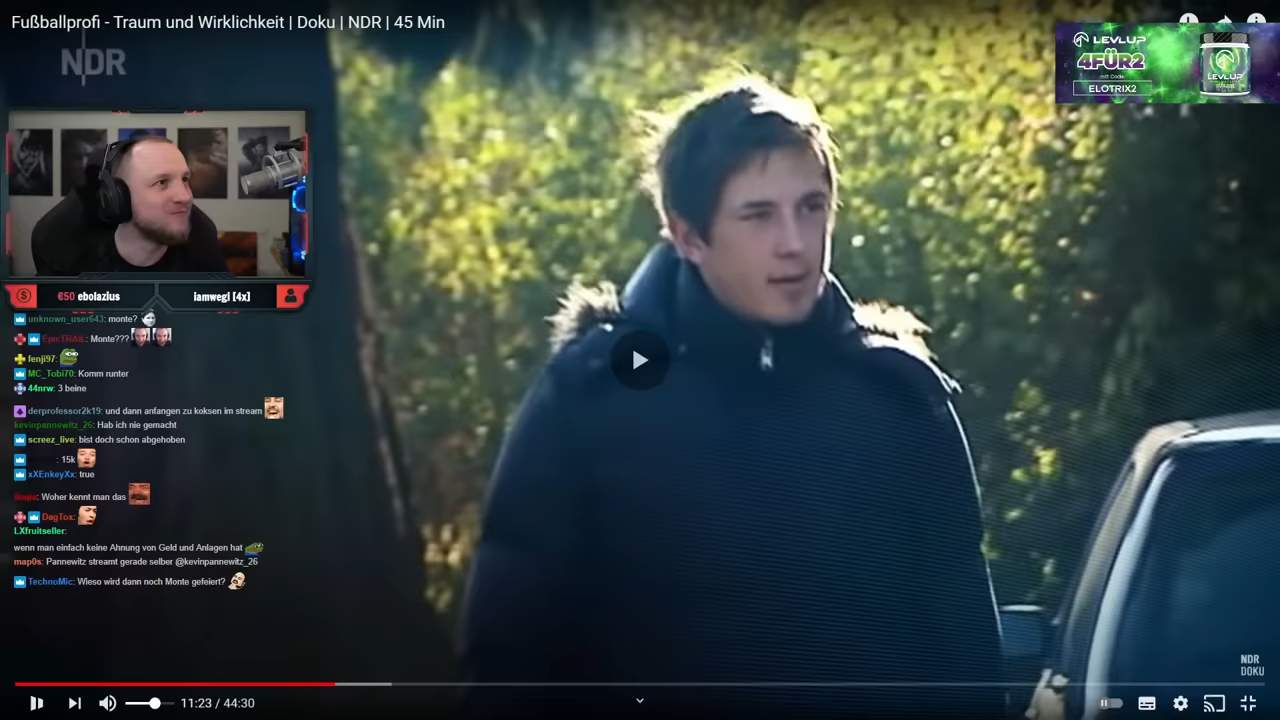 Fußballprofi - Traum und Wirklichkeit | Doku | NDR | 45 Min
NDR
LEVLUP
4FÜR2
mit Code
ELOTRIX2
LEVLUP
€50 ebolazius
iamwegl [4x]
unknown_user643: monte?
Monte???
fenji97:
MC_Tobi70: Komm runter
44nrw: 3 beine
derprofessor2k19: und dann anfangen zu koksen im stream
kevinpannewitz_26: Hab ich nie gemacht
screez_live: bist doch schon abgehoben
: 15k
xXEnkeyXx: true
: Woher kennt man das
DagTox:
LXfruitseller:
wenn man einfach keine Ahnung von Geld und Anlagen hat
map0s: Pannewitz streamt gerade selber @kevinpannewitz_26
TechnoMic: Wieso wird dann noch Monte gefeiert?
NDR
DOKU
11:23 / 44:30